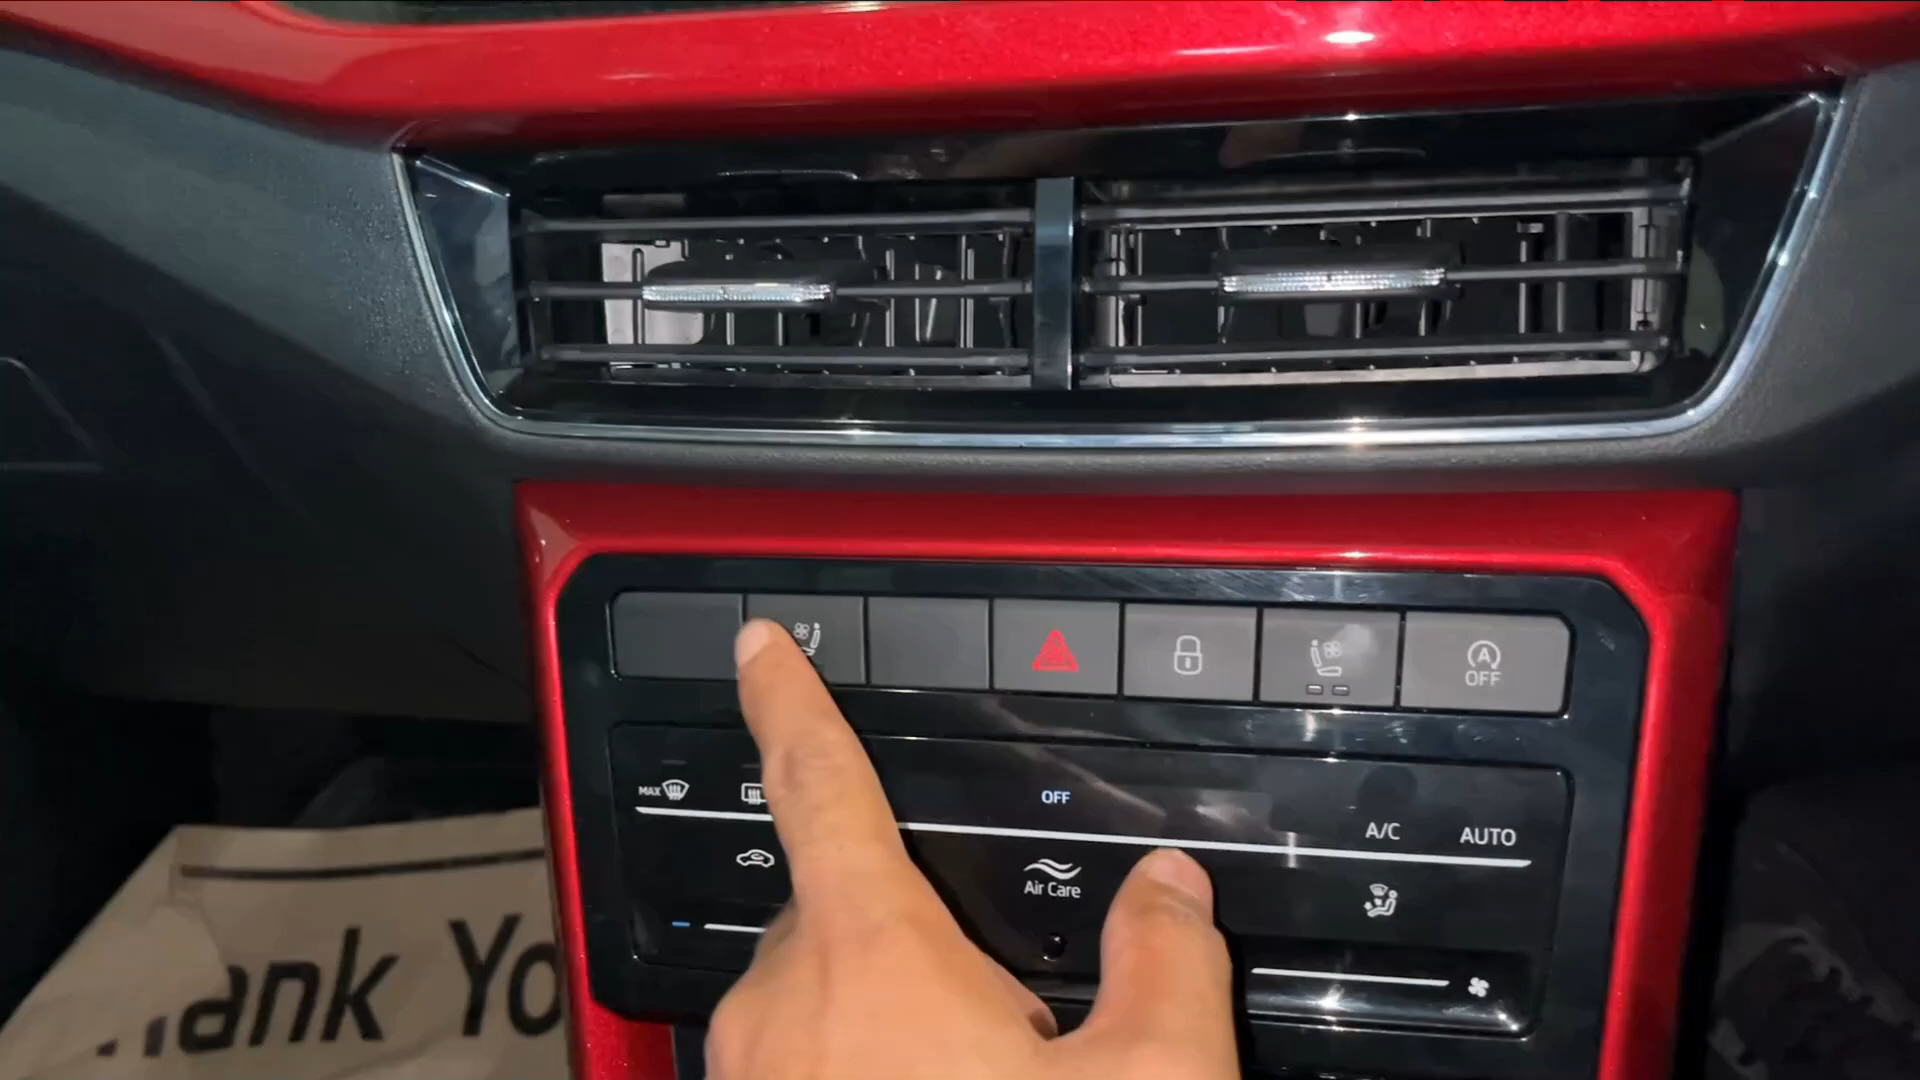 OFF
MAX
OFF
A/C
AUTO
Air Care
ank Yo